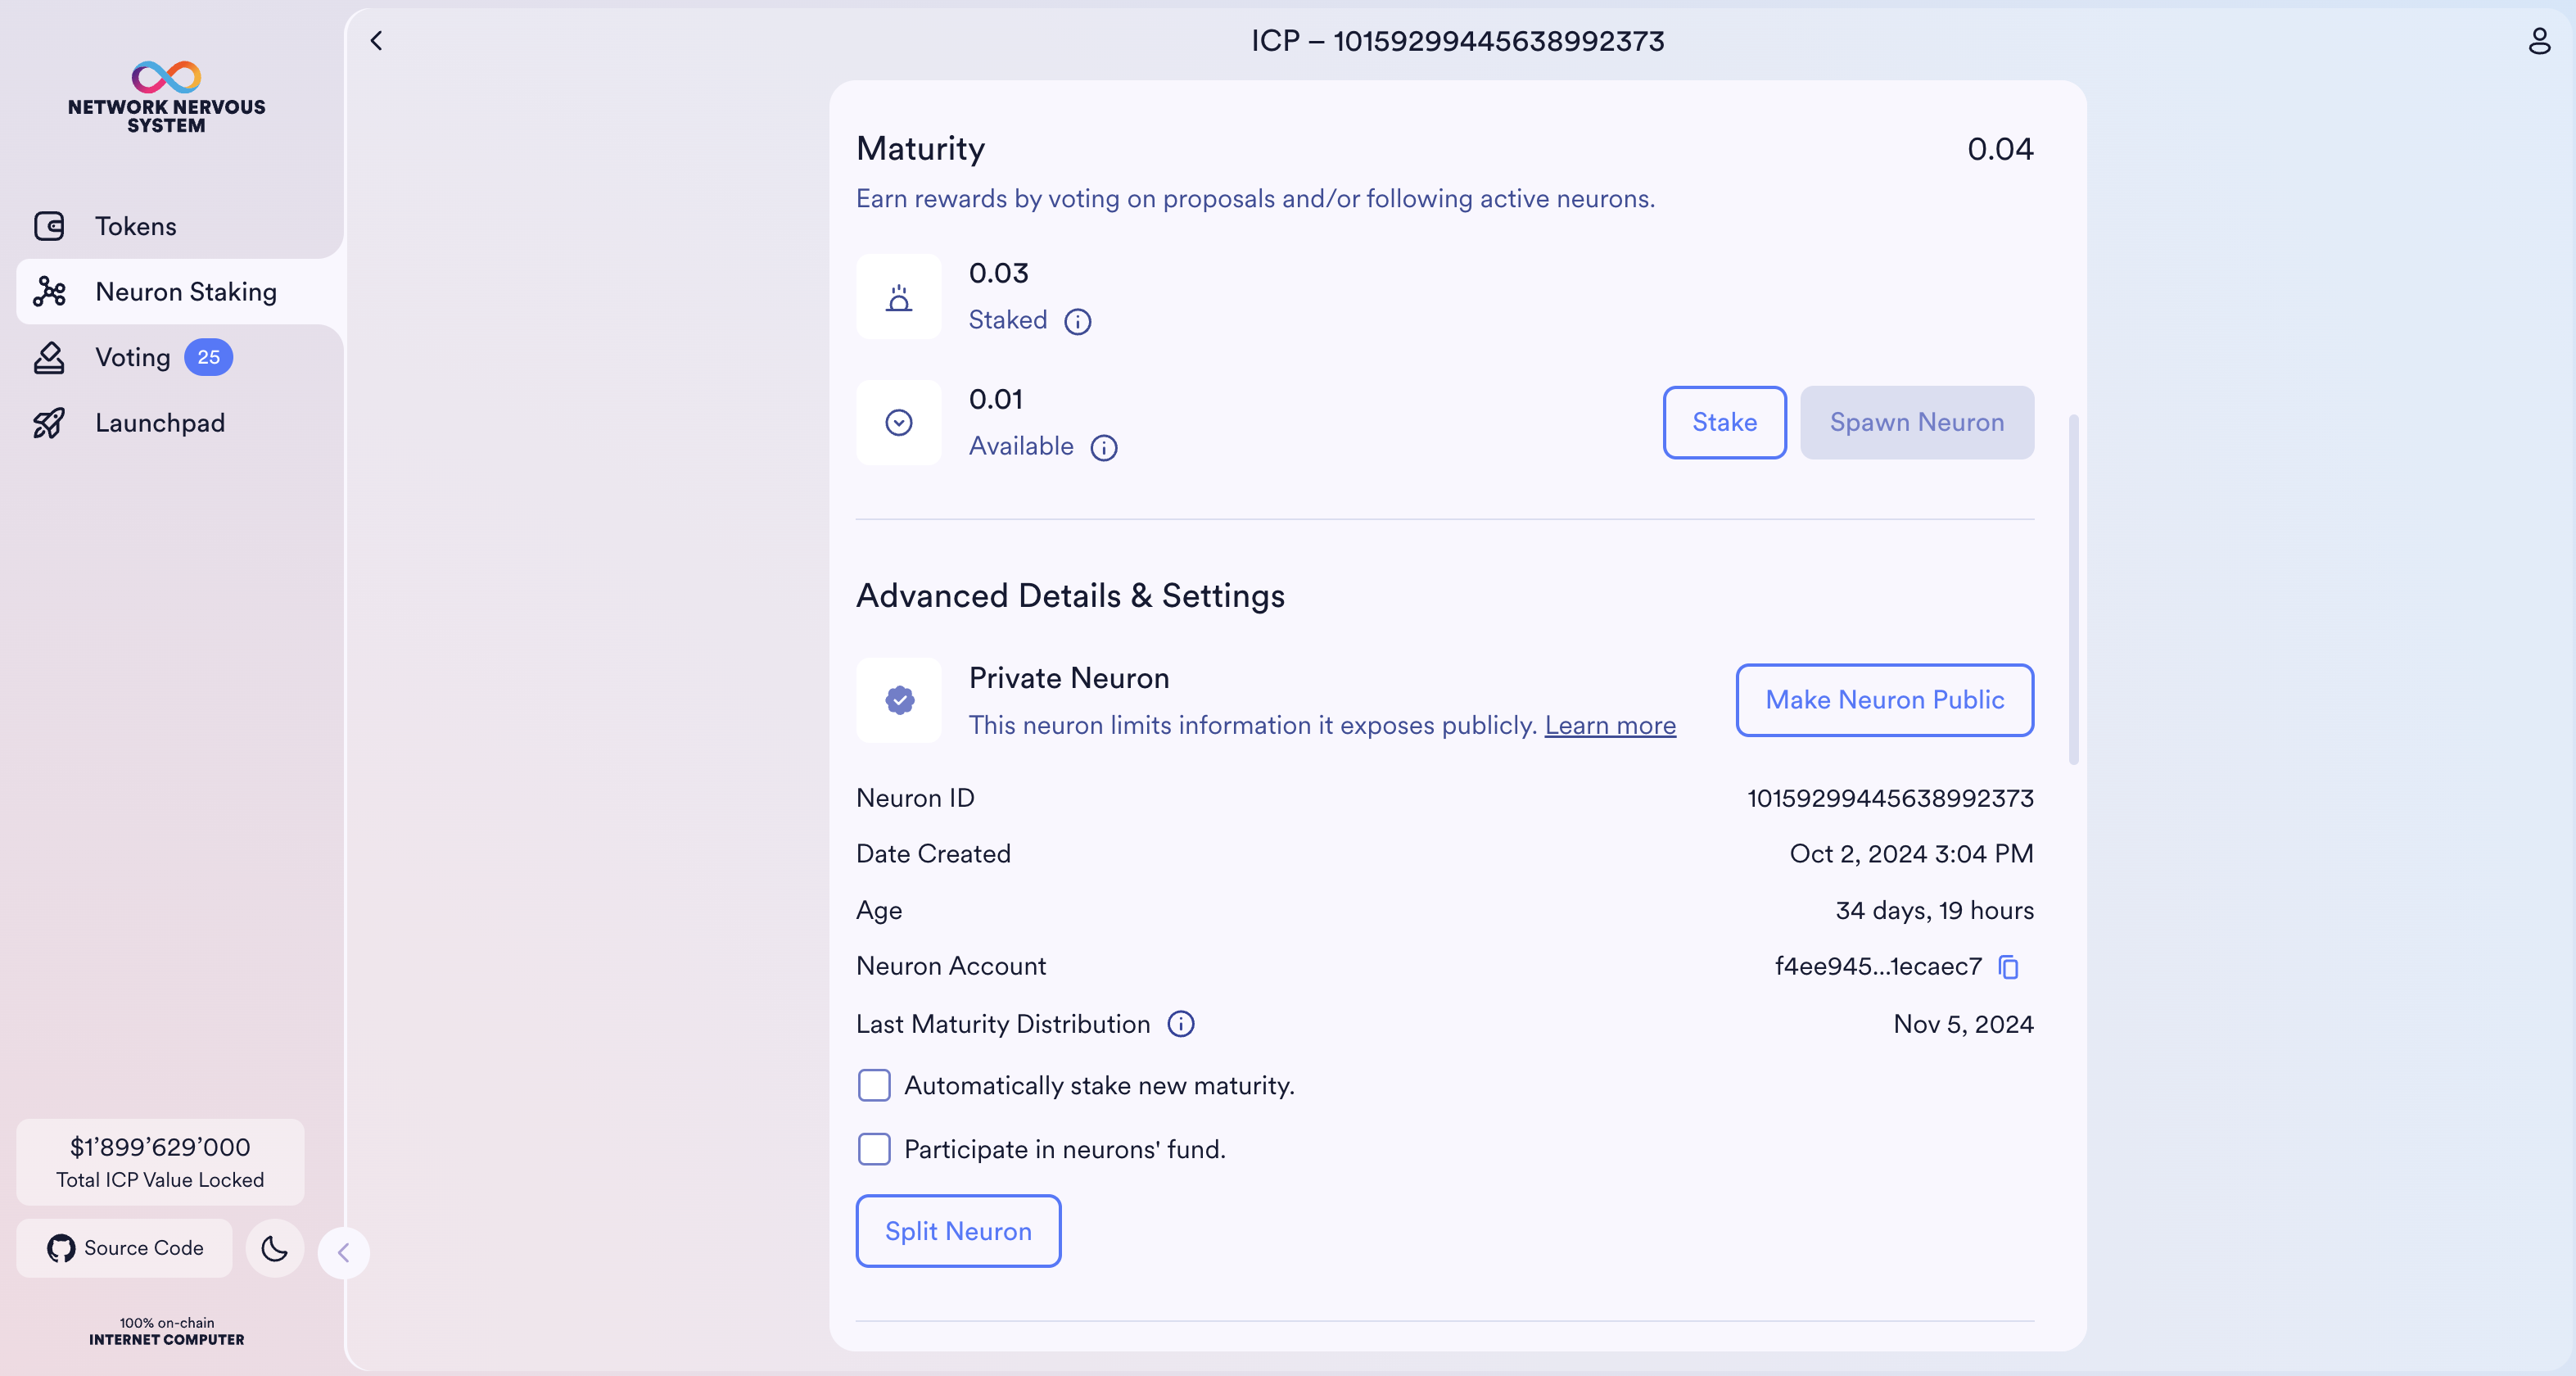 NETWORK NERVOUS
SYSTEM
Tokens
Neuron Staking
Voting 25
Launchpad
$1’899’629’000
Total ICP Value Locked
Source Code
100% on-chain
INTERNET COMPUTER
ICP – 10159299445638992373
Maturity 0.04
Earn rewards by voting on proposals and/or following active neurons.
0.03
Staked
0.01
Available
Stake Spawn Neuron
Advanced Details & Settings
Private Neuron
This neuron limits information it exposes publicly. Learn more
Make Neuron Public
Neuron ID 10159299445638992373
Date Created Oct 2, 2024 3:04 PM
Age 34 days, 19 hours
Neuron Account f4ee945...1ecaec7
Last Maturity Distribution Nov 5, 2024
Automatically stake new maturity.
Participate in neurons' fund.
Split Neuron